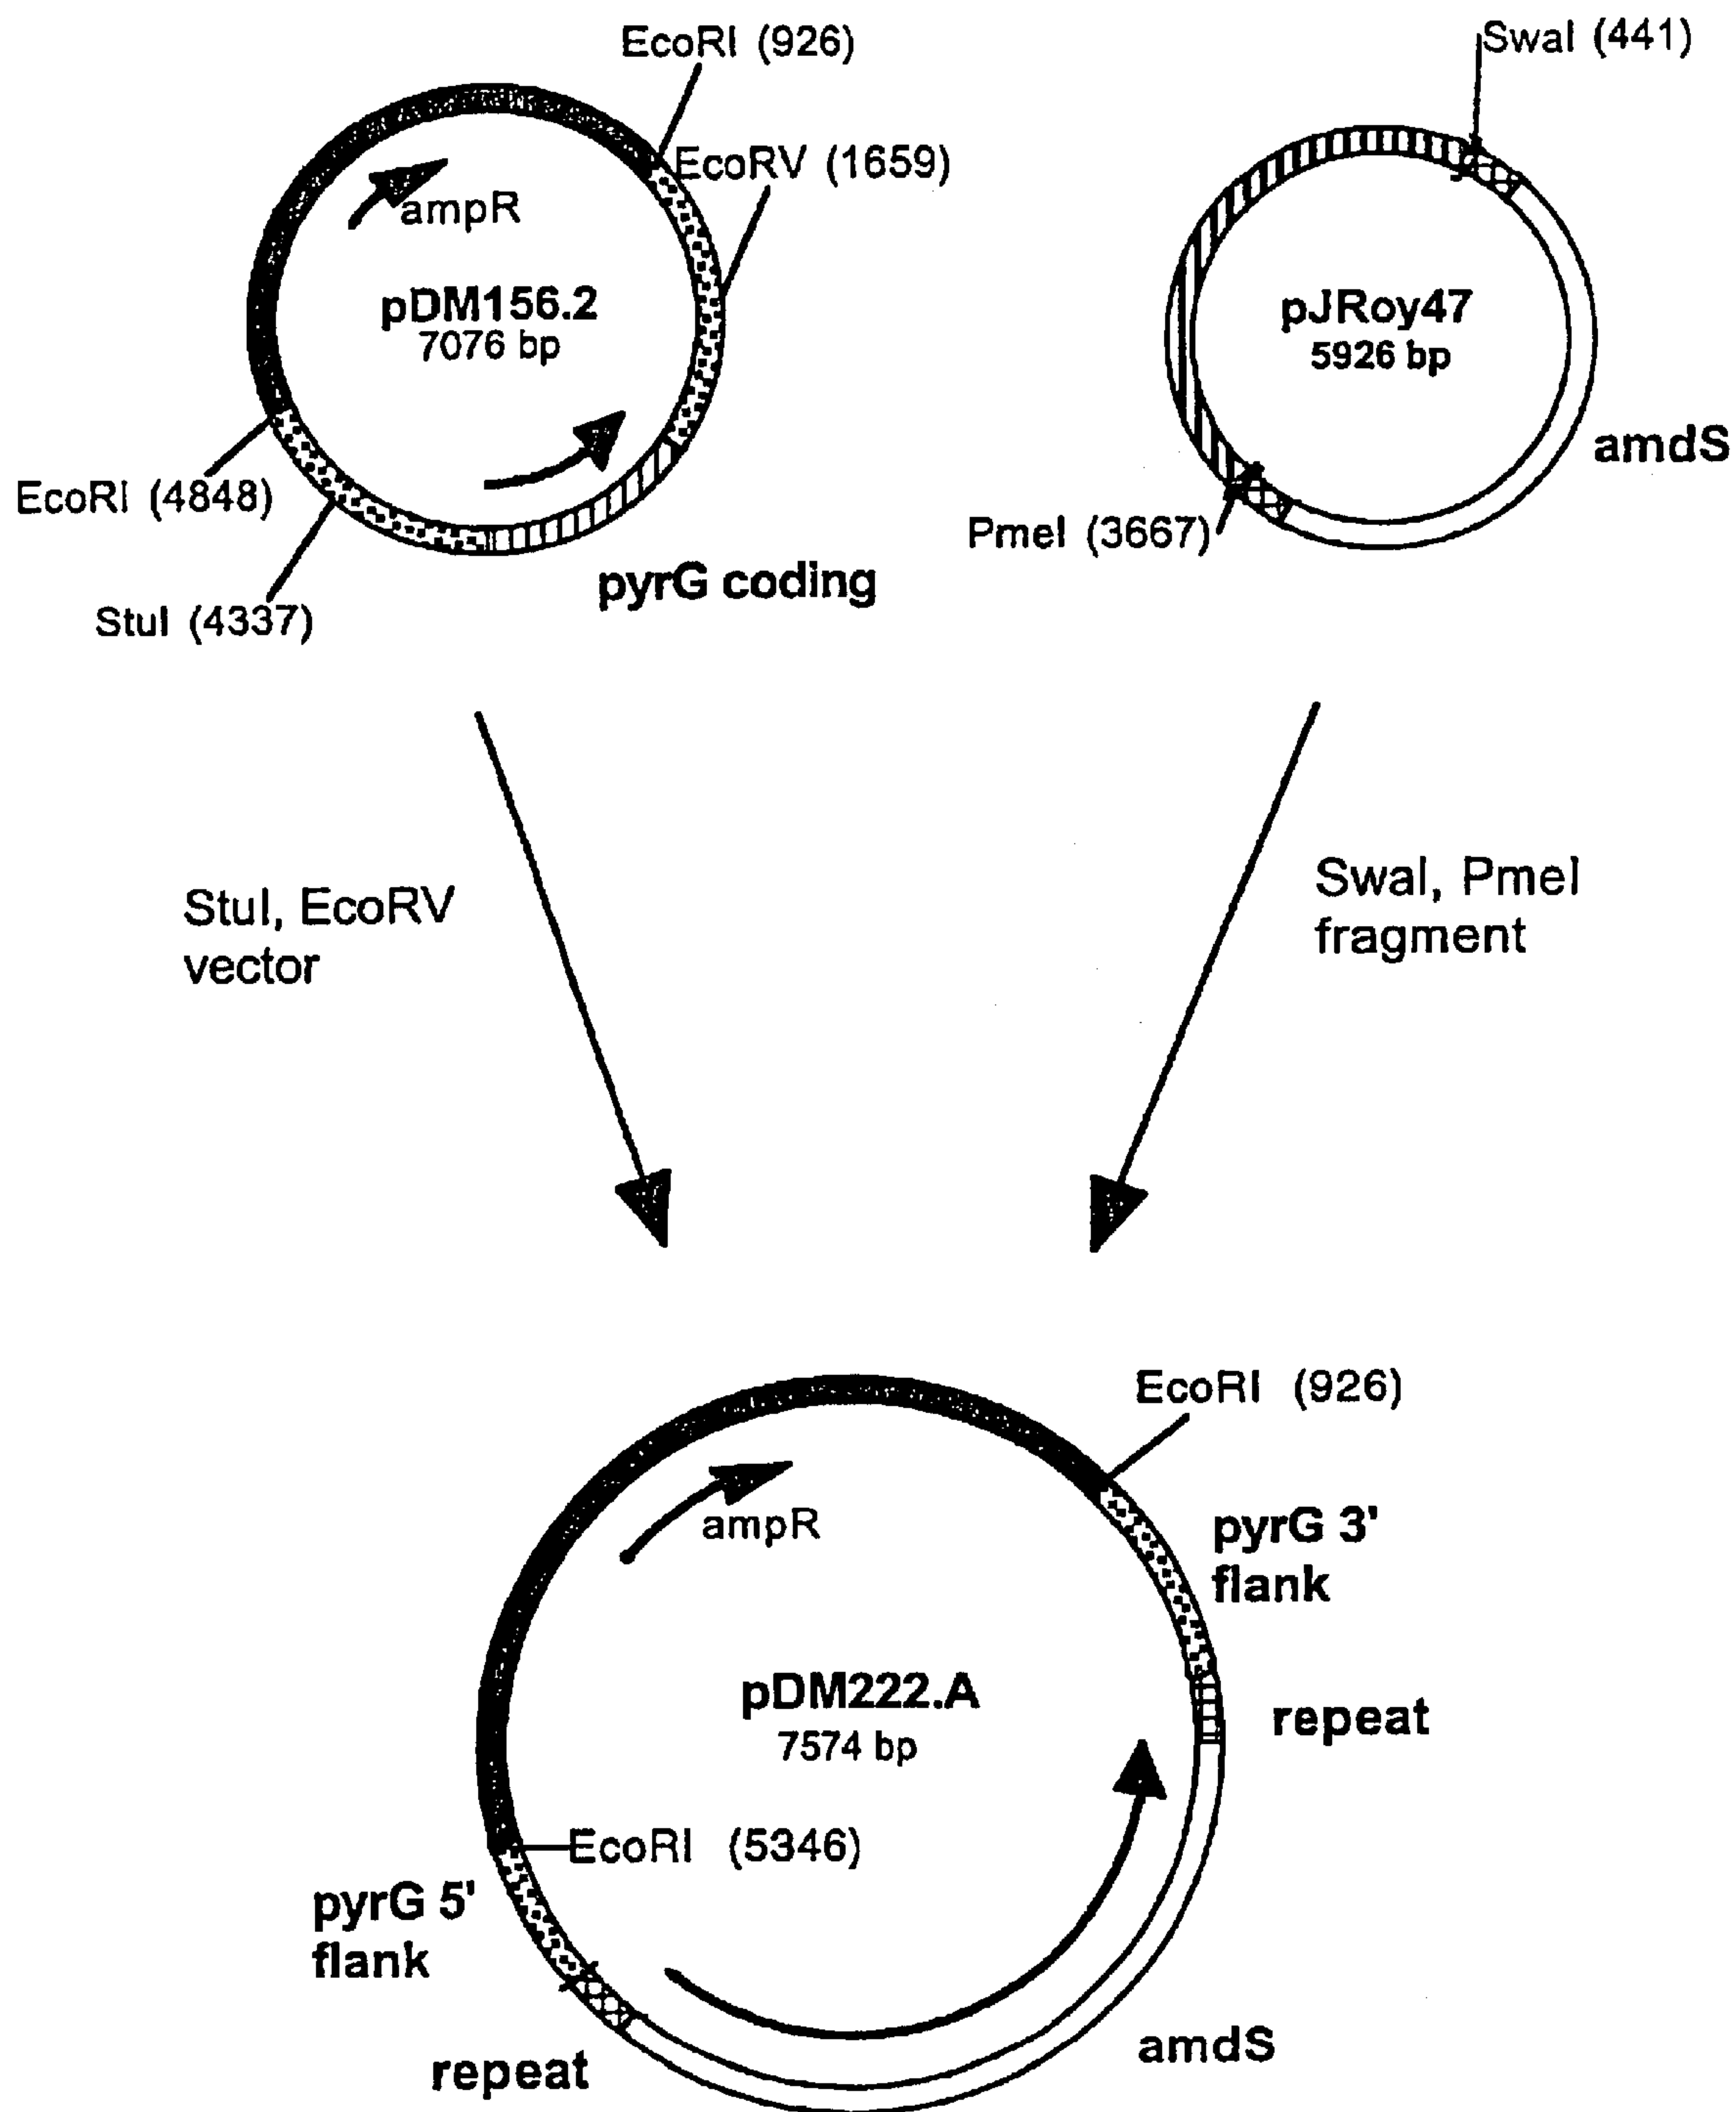 EcoRI (926)
EcoRV (1659)
ampR
pDM156.2
7076 bp
EcoRI (4848)
StuI (4337)
pyrG coding
SwaI (441)
pJRoy47
5926 bp
amdS
PmeI (3667)
StuI, EcoRV
vector
SwaI, PmeI
fragment
EcoRI (926)
ampR
pyrG 3'
flank
pDM222.A
7574 bp
repeat
EcoRI (5346)
pyrG 5'
flank
repeat
amdS